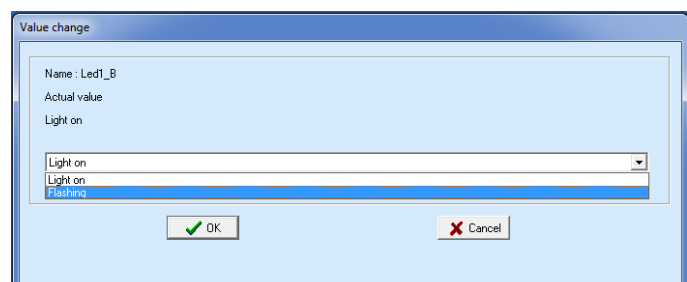 Value change
Name : Led1_B
Actual value
Light on
Light on
Light on
Flashing
OK
Cancel